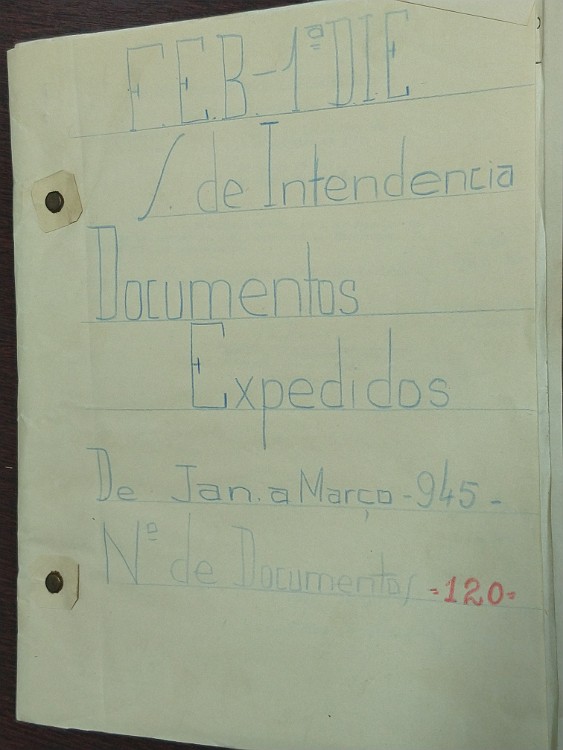 F.E.B-1ª D.I.E
S. de Intendencia
Documentos
Expedidos
De Jan. a Março - 945 -
Nº de Documentos =120=